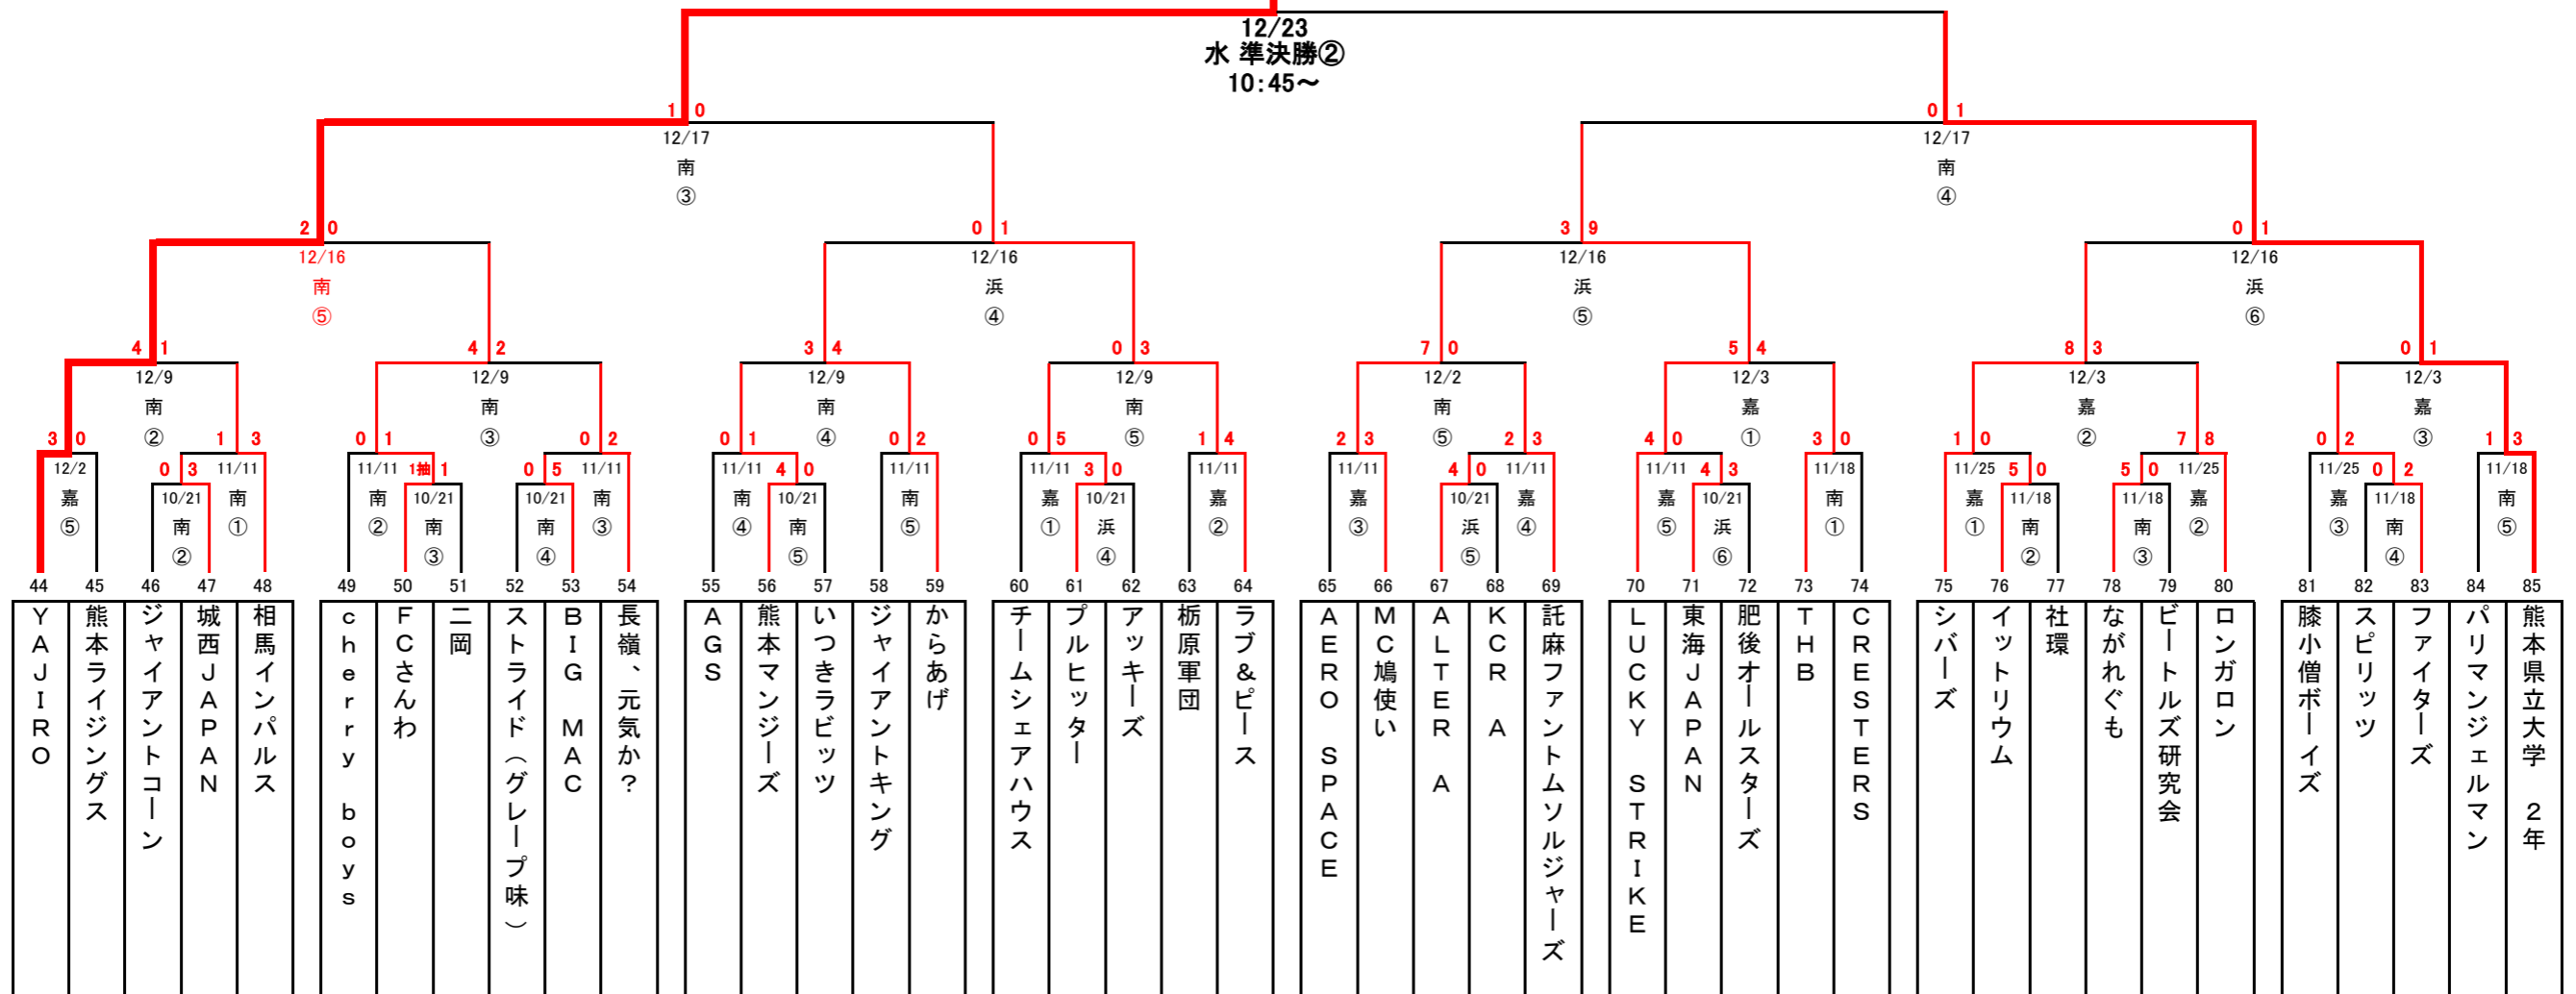 12/23
水 準決勝②
10:45～
1 0
0 1
12/17
南
③
12/17
南
④
2 0
0 1
3 9
0 1
12/16
南
⑤
12/16
浜
④
12/16
浜
⑤
12/16
浜
⑥
4 1
4 2
3 4
0 3
7 0
5 4
8 3
0 1
12/9
南
②
12/9
南
③
12/9
南
④
12/9
南
⑤
12/2
南
⑤
12/3
嘉
①
12/3
嘉
②
12/3
嘉
③
3 0
1 3
0 1
0 2
0 1
0 2
0 5
1 4
2 3
2 3
4 0
3 0
1 0
7 8
0 2
1 3
12/2
嘉
⑤
11/11
南
①
11/11
南
②
11/11
南
③
11/11
南
④
11/11
南
⑤
11/11
嘉
①
11/11
嘉
②
11/11
嘉
③
11/11
嘉
④
11/11
嘉
⑤
11/18
南
①
11/25
嘉
①
11/25
嘉
②
11/25
嘉
③
11/18
南
⑤
0 3
1抽 1
0 5
4 0
3 0
4 0
4 3
5 0
5 0
0 2
10/21
南
②
10/21
南
③
10/21
南
④
10/21
南
⑤
10/21
浜
④
10/21
浜
⑤
10/21
浜
⑥
11/18
南
②
11/18
南
③
11/18
南
④
44 45 46 47 48 49 50 51 52 53 54 55 56 57 58 59 60 61 62 63 64 65 66 67 68 69 70 71 72 73 74 75 76 77 78 79 80 81 82 83 84 85
YAJIRO
熊本ライジングス
ジャイアントコーン
城西JAPAN
相馬インパルス
cherry boys
FCさんわ
二岡
ストライド（グレープ味）
BIG MAC
長嶺、元気か？
AGS
熊本マンジーズ
いつきラビッツ
ジャイアントキング
からあげ
チームシェアハウス
プルヒッター
アッキーズ
栃原軍団
ラブ&ピース
AERO SPACE
MC鳩使い
ALTER A
KCR A
託麻ファントムソルジャーズ
LUCKY STRIKE
東海JAPAN
肥後オールスターズ
THB
CRESTERS
シバーズ
イットリウム
社環
ながれぐも
ビートルズ研究会
ロンガロン
膝小僧ボーイズ
スピリッツ
ファイターズ
パリマンジェルマン
熊本県立大学 2年